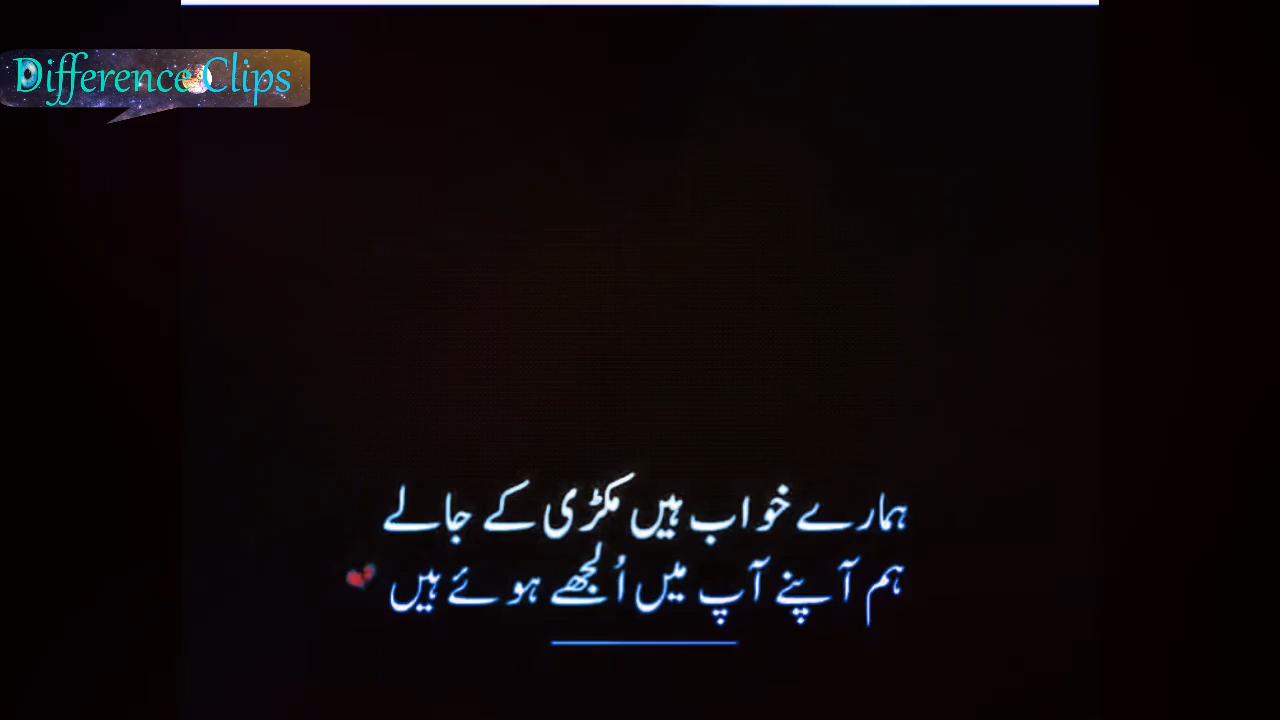 Difference Clips
ہمارے خواب ہیں مکڑی کے جالے
ہم آپنے آپ میں اُلجھے ہوئے ہیں